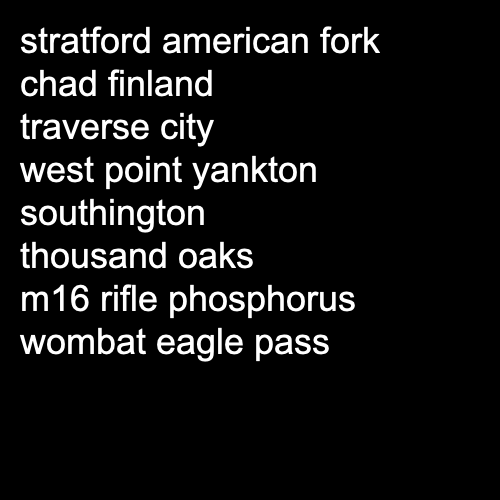 stratford american fork
chad finland
traverse city
west point yankton
southington
thousand oaks
m16 rifle phosphorus
wombat eagle pass